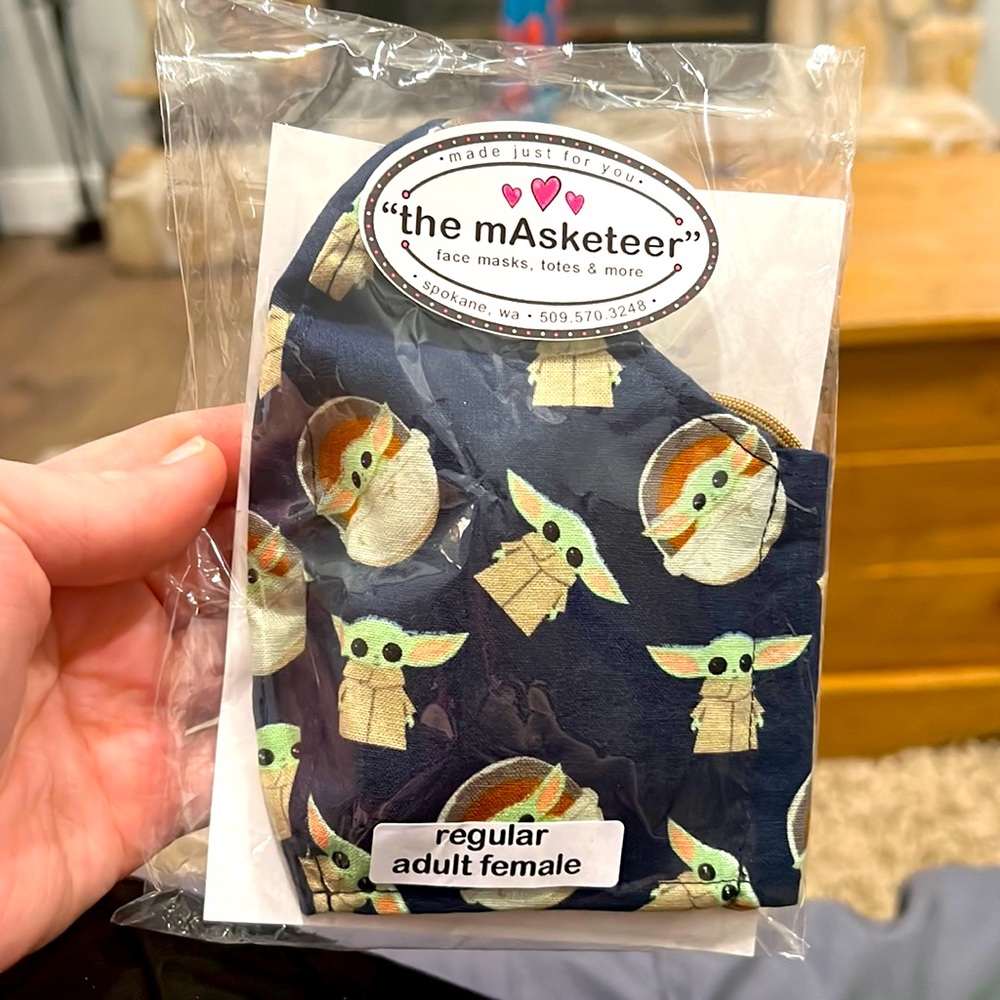 •made just for you•
“the mAsketeer”
face masks, totes & more
•spokane, wa • 509.570.3248•
regular
adult female